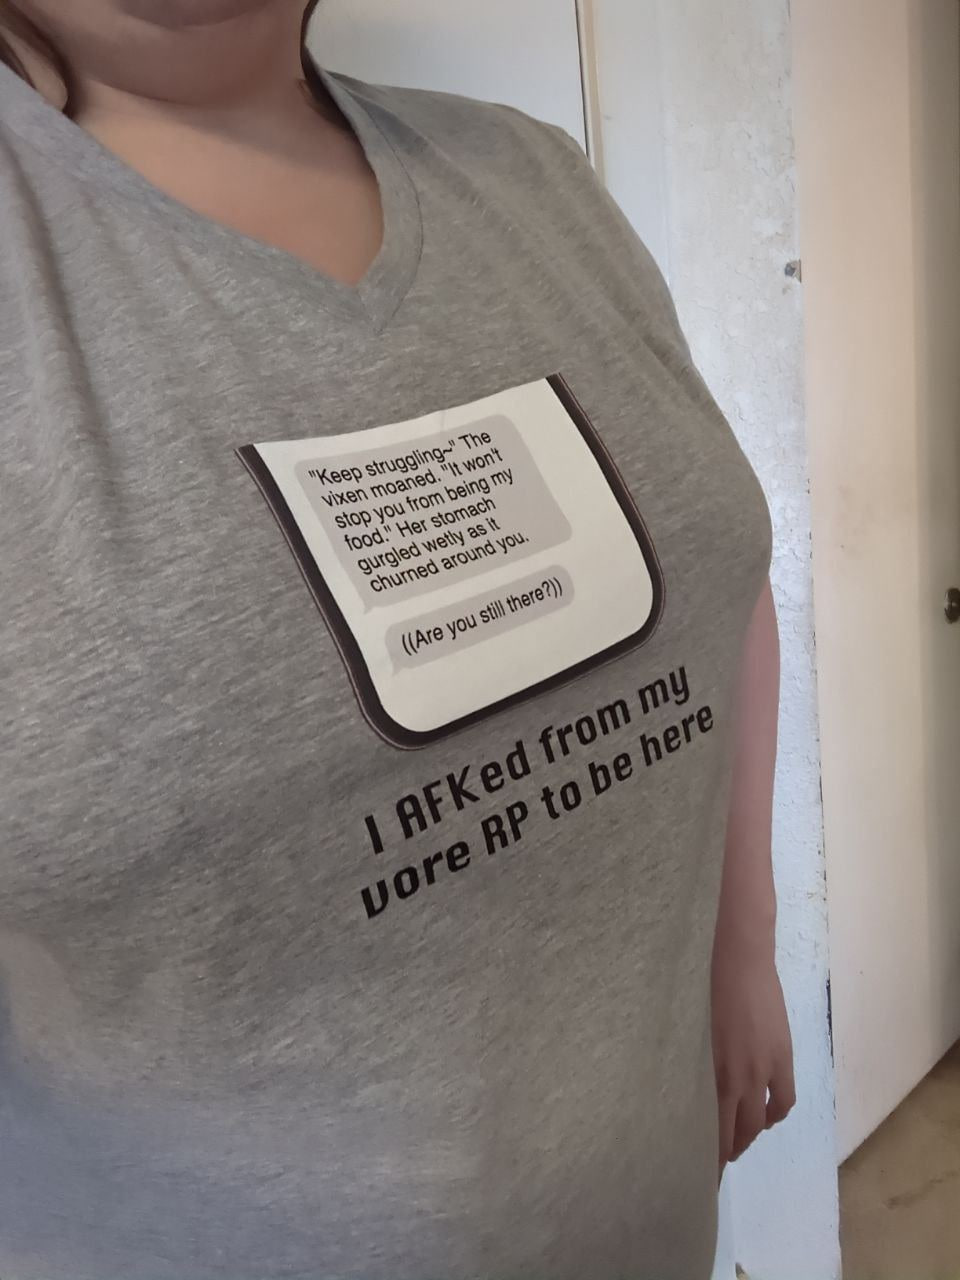 "Keep struggling~" The
vixen moaned. "It won't
stop you from being my
food." Her stomach
gurgled wetly as it
churned around you.
((Are you still there?))
I AFKed from my
vore RP to be here